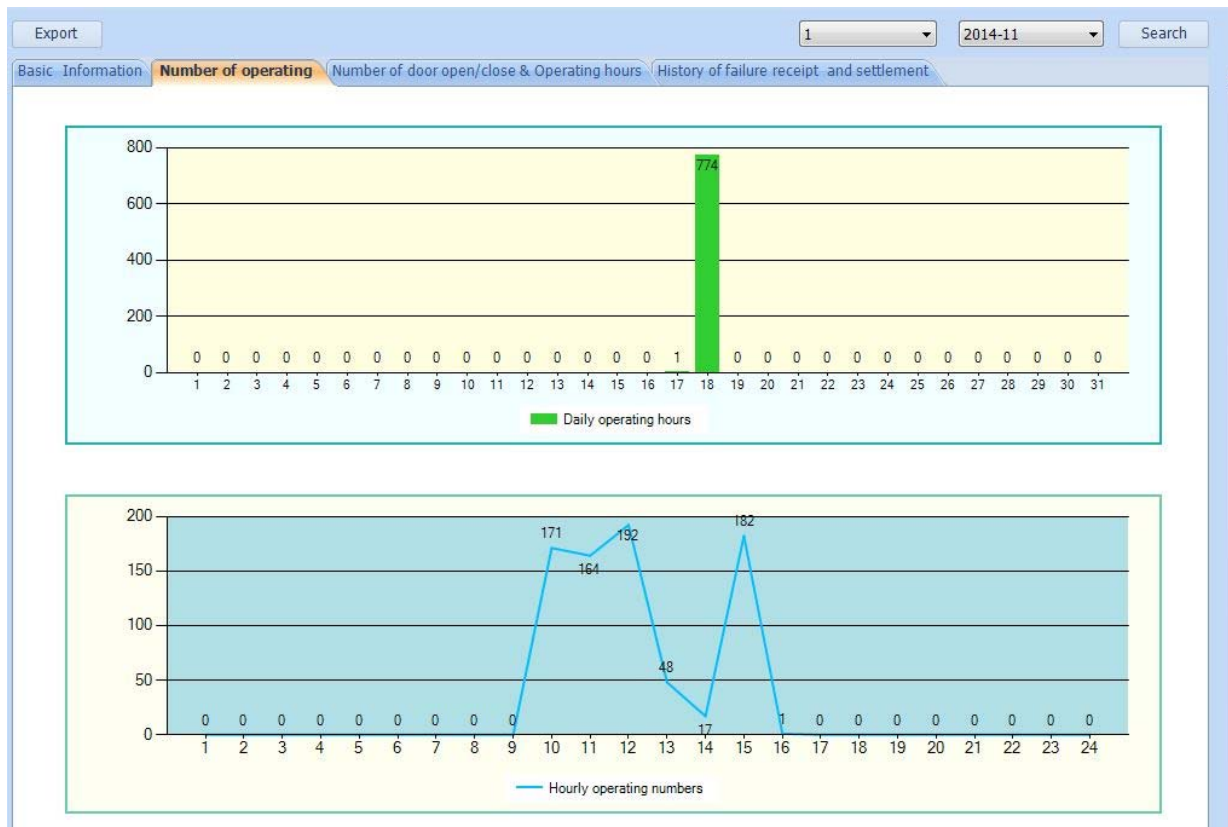 Export 1 2014-11 Search
Basic Information Number of operating Number of door open/close & Operating hours History of failure receipt and settlement
800
774
600
400
200
0 0 0 0 0 0 0 0 0 0 0 0 0 0 0 0 1 0 0 0 0 0 0 0 0 0 0 0 0 0
0
1 2 3 4 5 6 7 8 9 10 11 12 13 14 15 16 17 18 19 20 21 22 23 24 25 26 27 28 29 30 31
Daily operating hours
200
182
171 192
164
150
100
48
50
0 0 0 0 0 0 0 0 0 17 1 0 0 0 0 0 0 0 0
0
1 2 3 4 5 6 7 8 9 10 11 12 13 14 15 16 17 18 19 20 21 22 23 24
Hourly operating numbers